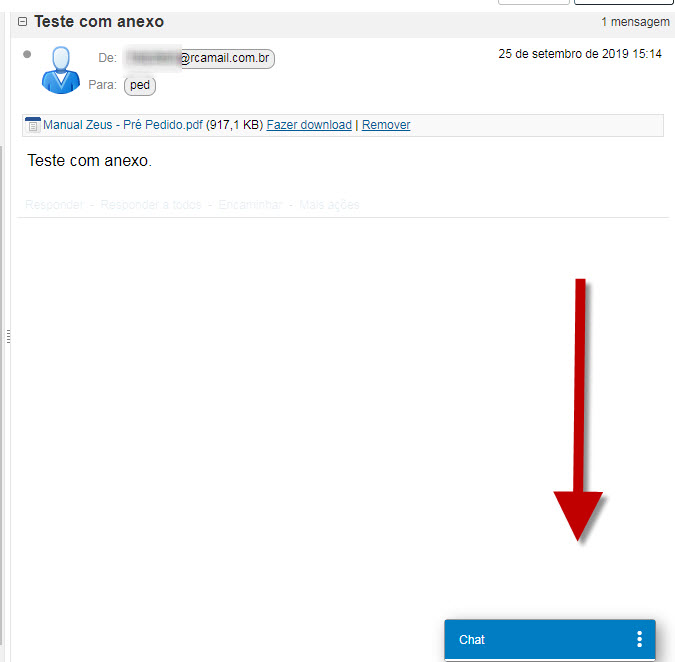 Teste com anexo
1 mensagem
De: @rcamail.com.br
25 de setembro de 2019 15:14
Para: ped
Manual Zeus - Pré Pedido.pdf (917,1 KB) Fazer download | Remover
Teste com anexo.
Responder - Responder a todos - Encaminhar - Mais ações
Chat